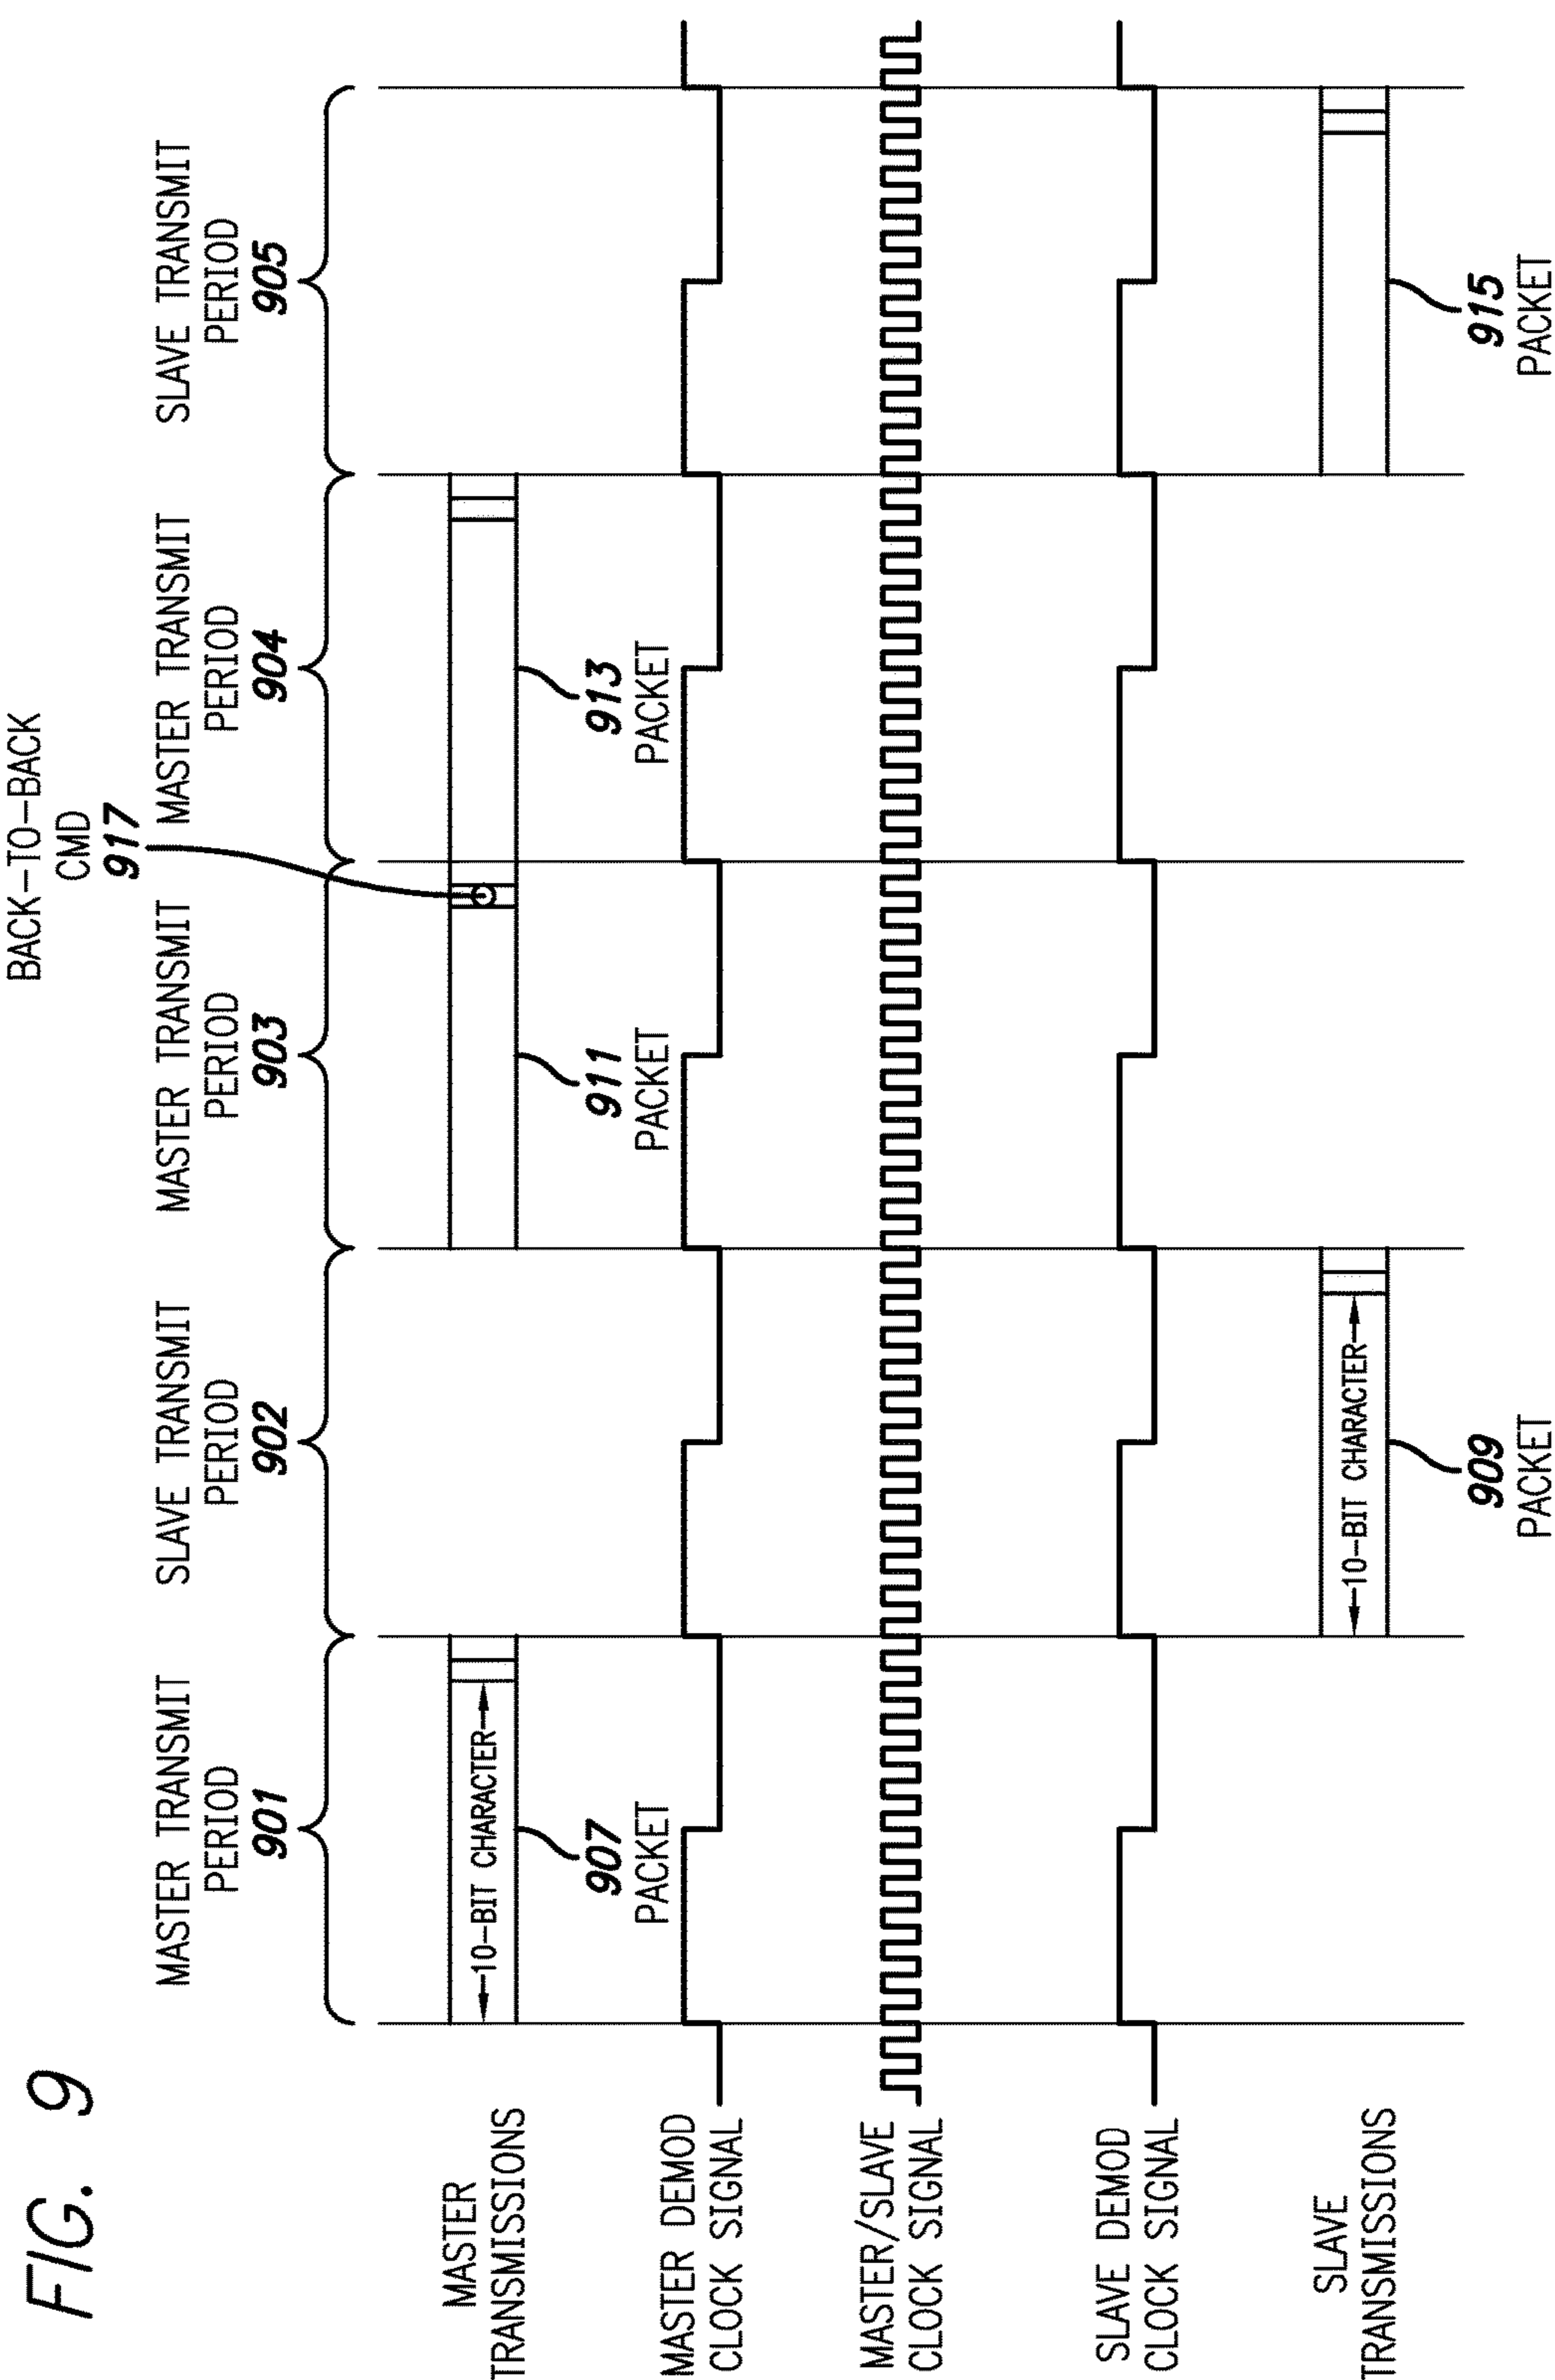 FIG. 9
BACK-TO-BACK
CMD
917
MASTER TRANSMIT
PERIOD
901
SLAVE TRANSMIT
PERIOD
902
MASTER TRANSMIT
PERIOD
903
MASTER TRANSMIT
PERIOD
904
SLAVE TRANSMIT
PERIOD
905
MASTER
TRANSMISSIONS
10-BIT CHARACTER
907
PACKET
911
PACKET
913
PACKET
MASTER DEMOD
CLOCK SIGNAL
MASTER/SLAVE
CLOCK SIGNAL
SLAVE DEMOD
CLOCK SIGNAL
SLAVE
TRANSMISSIONS
10-BIT CHARACTER
909
PACKET
915
PACKET